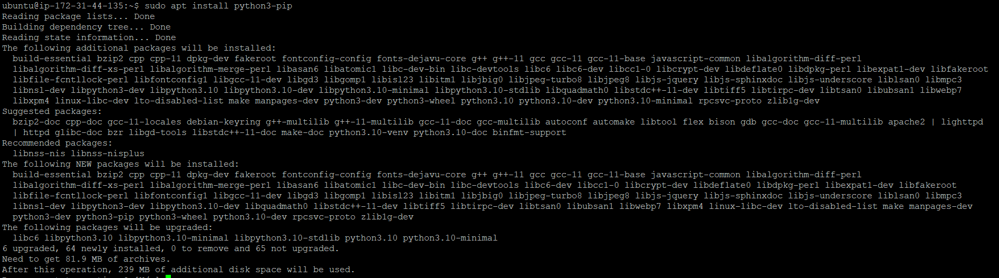 ubuntu@ip-172-31-44-135:~$ sudo apt install python3-pip
Reading package lists... Done
Building dependency tree... Done
Reading state information... Done
The following additional packages will be installed:
  build-essential bzip2 cpp cpp-11 dpkg-dev fakeroot fontconfig-config fonts-dejavu-core g++ g++-11 gcc gcc-11 gcc-11-base javascript-common libalgorithm-diff-perl
  libalgorithm-diff-xs-perl libalgorithm-merge-perl libasan6 libatomic1 libc-dev-bin libc-devtools libc6 libc6-dev libcc1-0 libcrypt-dev libdeflate0 libdpkg-perl libexpat1-dev libfakeroot
  libfile-fcntllock-perl libfontconfig1 libgcc-11-dev libgd3 libgomp1 libisl23 libitm1 libjbig0 libjpeg-turbo8 libjpeg8 libjs-jquery libjs-sphinxdoc libjs-underscore liblsan0 libmpc3
  libnsl-dev libpython3-dev libpython3.10 libpython3.10-dev libpython3.10-minimal libpython3.10-stdlib libquadmath0 libstdc++-11-dev libtiff5 libtirpc-dev libtsan0 libubsan1 libwebp7
  libxpm4 linux-libc-dev lto-disabled-list make manpages-dev python3-dev python3-wheel python3.10 python3.10-dev python3.10-minimal rpcsvc-proto zlib1g-dev
Suggested packages:
  bzip2-doc cpp-doc gcc-11-locales debian-keyring g++-multilib g++-11-multilib gcc-11-doc gcc-multilib autoconf automake libtool flex bison gdb gcc-doc gcc-11-multilib apache2 | lighttpd
  | httpd glibc-doc bzr libgd-tools libstdc++-11-doc make-doc python3.10-venv python3.10-doc binfmt-support
Recommended packages:
  libnss-nis libnss-nisplus
The following NEW packages will be installed:
  build-essential bzip2 cpp cpp-11 dpkg-dev fakeroot fontconfig-config fonts-dejavu-core g++ g++-11 gcc gcc-11 gcc-11-base javascript-common libalgorithm-diff-perl
  libalgorithm-diff-xs-perl libalgorithm-merge-perl libasan6 libatomic1 libc-dev-bin libc-devtools libc6-dev libcc1-0 libcrypt-dev libdeflate0 libdpkg-perl libexpat1-dev libfakeroot
  libfile-fcntllock-perl libfontconfig1 libgcc-11-dev libgd3 libgomp1 libisl23 libitm1 libjbig0 libjpeg-turbo8 libjpeg8 libjs-jquery libjs-sphinxdoc libjs-underscore liblsan0 libmpc3
  libnsl-dev libpython3-dev libpython3.10-dev libquadmath0 libstdc++-11-dev libtiff5 libtirpc-dev libtsan0 libubsan1 libwebp7 libxpm4 linux-libc-dev lto-disabled-list make manpages-dev
  python3-dev python3-pip python3-wheel python3.10-dev rpcsvc-proto zlib1g-dev
The following packages will be upgraded:
  libc6 libpython3.10 libpython3.10-minimal libpython3.10-stdlib python3.10 python3.10-minimal
6 upgraded, 64 newly installed, 0 to remove and 65 not upgraded.
Need to get 81.9 MB of archives.
After this operation, 239 MB of additional disk space will be used.